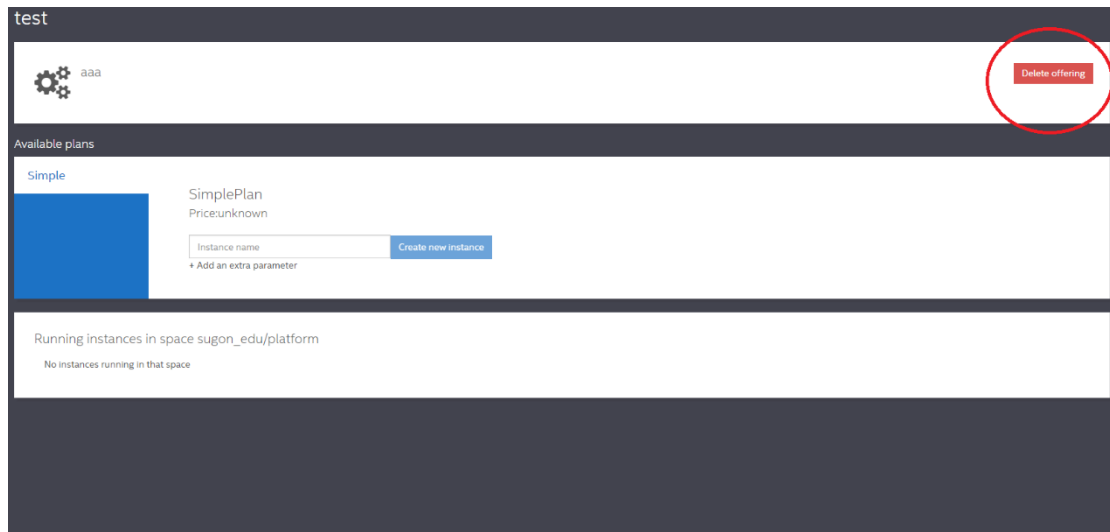 test
aaa
Delete offering
Available plans
Simple
SimplePlan
Price:unknown
Instance name
Create new instance
+ Add an extra parameter
Running instances in space sugon_edu/platform
No instances running in that space